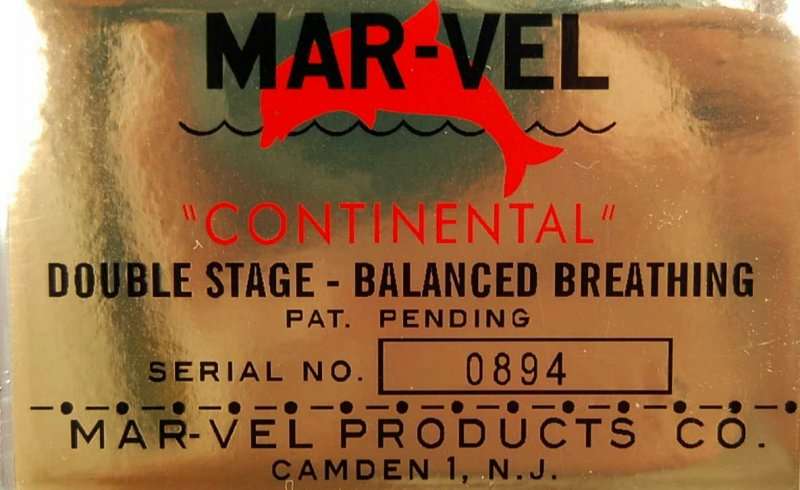 MAR-VEL
"CONTINENTAL"
DOUBLE STAGE - BALANCED BREATHING
PAT. PENDING
SERIAL NO. 0894
MAR-VEL PRODUCTS CO.
CAMDEN 1, N.J.